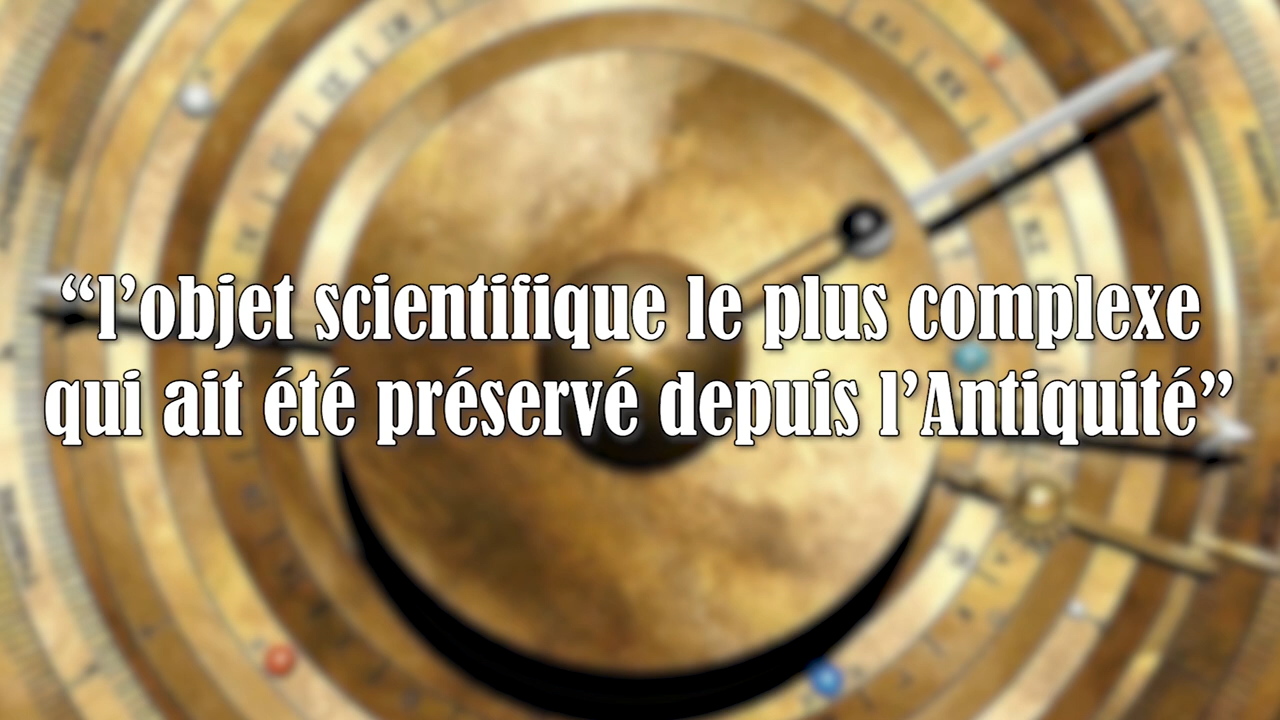 “l’objet scientifique le plus complexe
qui ait été préservé depuis l’Antiquité”